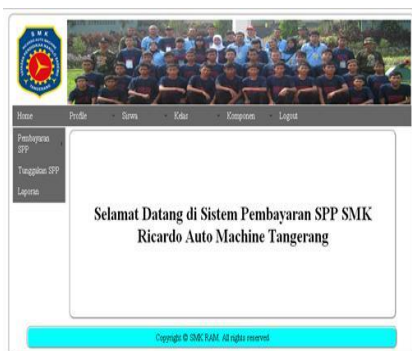 SMK
TANGERANG
Home Profile Siswa Kelas Komponen Logout
Pembayaran
SPP
Tunggakan SPP
Laporan
Selamat Datang di Sistem Pembayaran SPP SMK
Ricardo Auto Machine Tangerang
Copyright © SMK RAM. All rights reserved